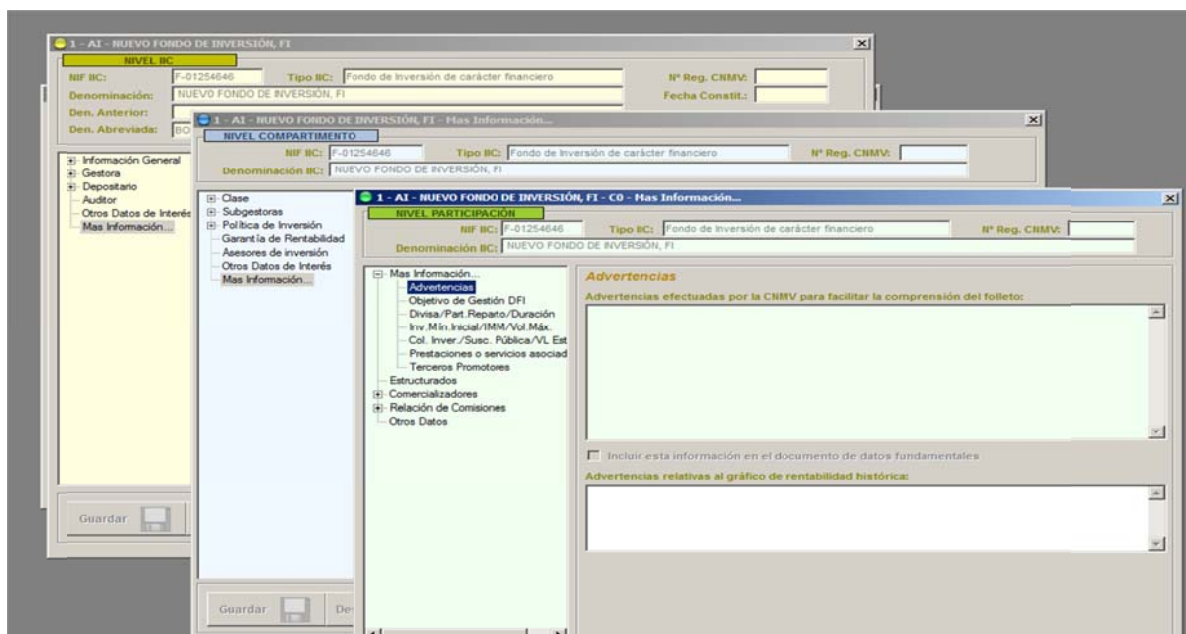 1 - AI - NUEVO FONDO DE INVERSIÓN, FI
NIVEL IIC
NIF IIC: F-01254646 Tipo IIC: Fondo de Inversión de carácter financiero Nº Reg. CNMV:
Denominación: NUEVO FONDO DE INVERSIÓN, FI Fecha Constit.:
Den. Anterior:
Den. Abreviada: BO
Información General
Gestora
Depositario
Auditor
Otros Datos de Interés
Mas Información...
Guardar
1 - AI - NUEVO FONDO DE INVERSIÓN, FI - Mas Información...
NIVEL COMPARTIMENTO
NIF IIC: F-01254646 Tipo IIC: Fondo de Inversión de carácter financiero Nº Reg. CNMV:
Denominación IIC: NUEVO FONDO DE INVERSIÓN, FI
Clase
Subgestoras
Política de Inversión
Garantía de Rentabilidad
Asesores de inversión
Otros Datos de Interés
Mas Información...
Guardar De
1 - AI - NUEVO FONDO DE INVERSIÓN, FI - C0 - Mas Información...
NIVEL PARTICIPACIÓN
NIF IIC: F-01254646 Tipo IIC: Fondo de Inversión de carácter financiero Nº Reg. CNMV:
Denominación IIC: NUEVO FONDO DE INVERSIÓN, FI
Mas Información...
Advertencias
Objetivo de Gestión DFI
Divisa/Part.Reparto/Duración
Inv.Mín.Inicial/IMM/Vol.Máx.
Col. Inver./Susc. Pública/VL Est
Prestaciones o servicios asociad
Terceros Promotores
Estructurados
Comercializadores
Relación de Comisiones
Otros Datos
Advertencias
Advertencias efectuadas por la CNMV para facilitar la comprensión del folleto:
Incluir esta información en el documento de datos fundamentales
Advertencias relativas al gráfico de rentabilidad histórica: